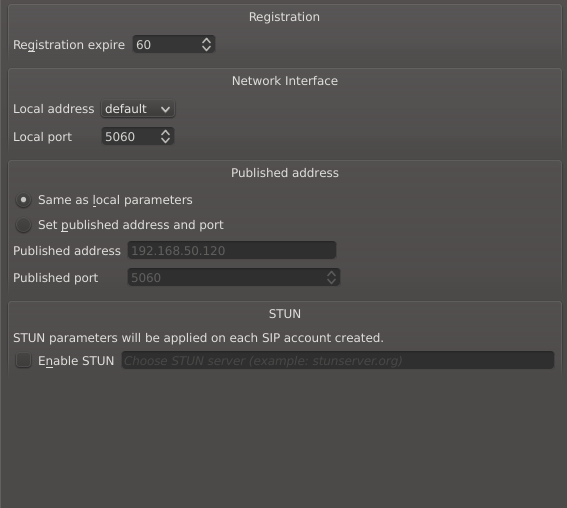 Registration
Registration expire 60
Network Interface
Local address default
Local port 5060
Published address
Same as local parameters
Set published address and port
Published address 192.168.50.120
Published port 5060
STUN
STUN parameters will be applied on each SIP account created.
Enable STUN Choose STUN server (example: stunserver.org)